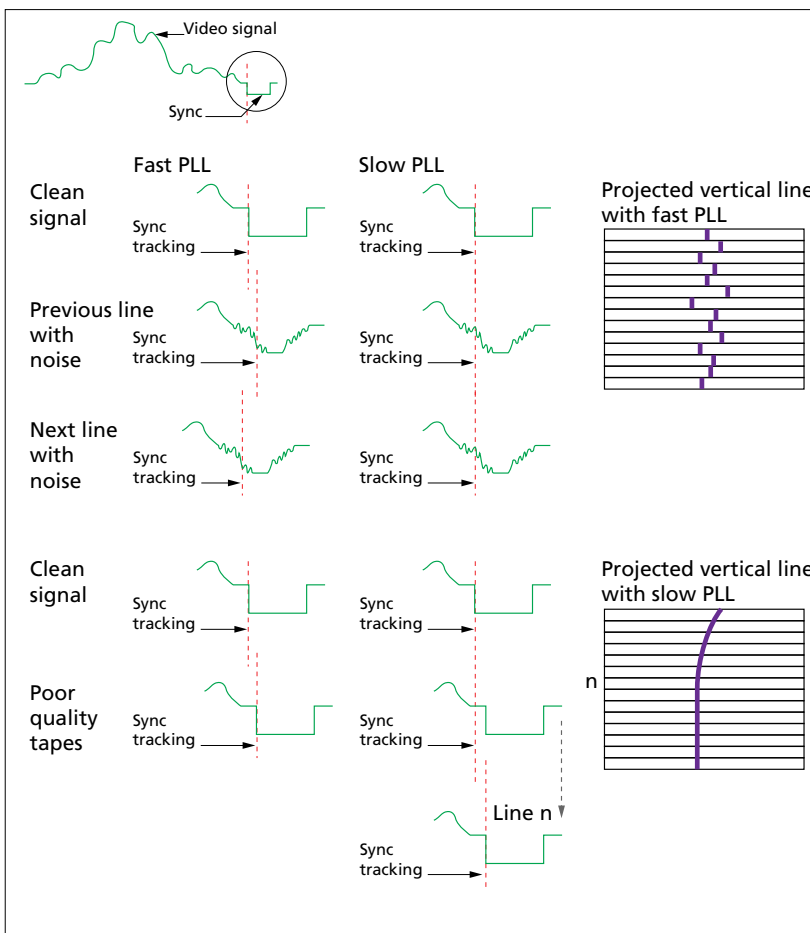 Video signal
Sync
Fast PLL
Slow PLL
Clean
signal
Sync
tracking
Sync
tracking
Projected vertical line
with fast PLL
Previous line
with
noise
Sync
tracking
Sync
tracking
Next line
with
noise
Sync
tracking
Sync
tracking
Clean
signal
Sync
tracking
Sync
tracking
Projected vertical line
with slow PLL
n
Poor
quality
tapes
Sync
tracking
Sync
tracking
Line n
Sync
tracking